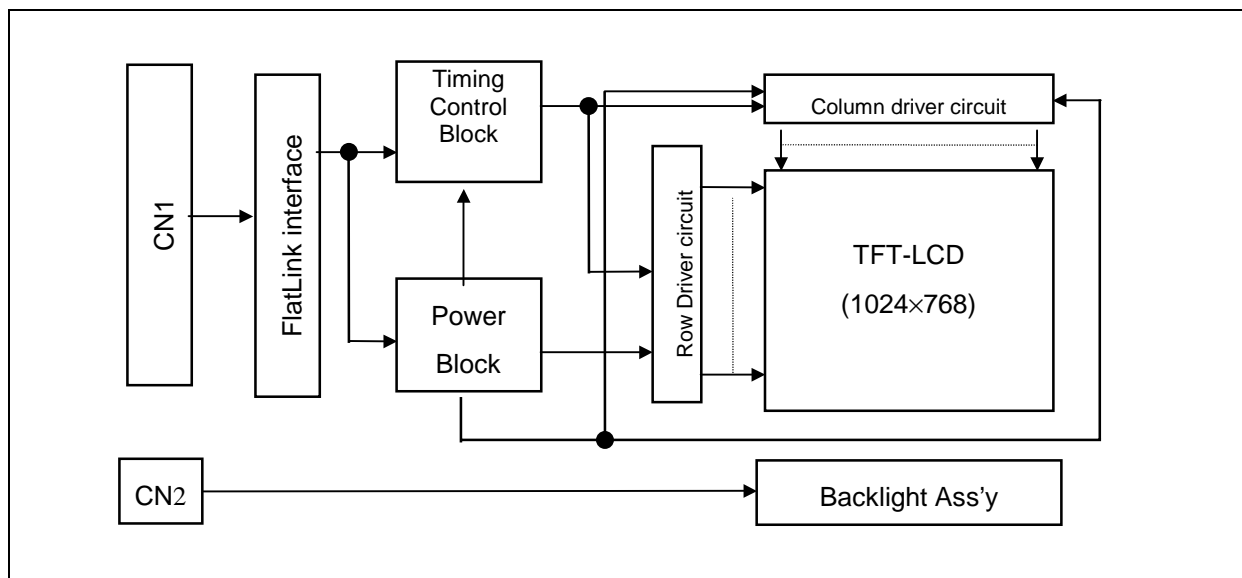 CN1
FlatLink interface
Timing
Control
Block
Power
Block
Row Driver circuit
Column driver circuit
TFT-LCD
(1024×768)
CN2
Backlight Ass'y